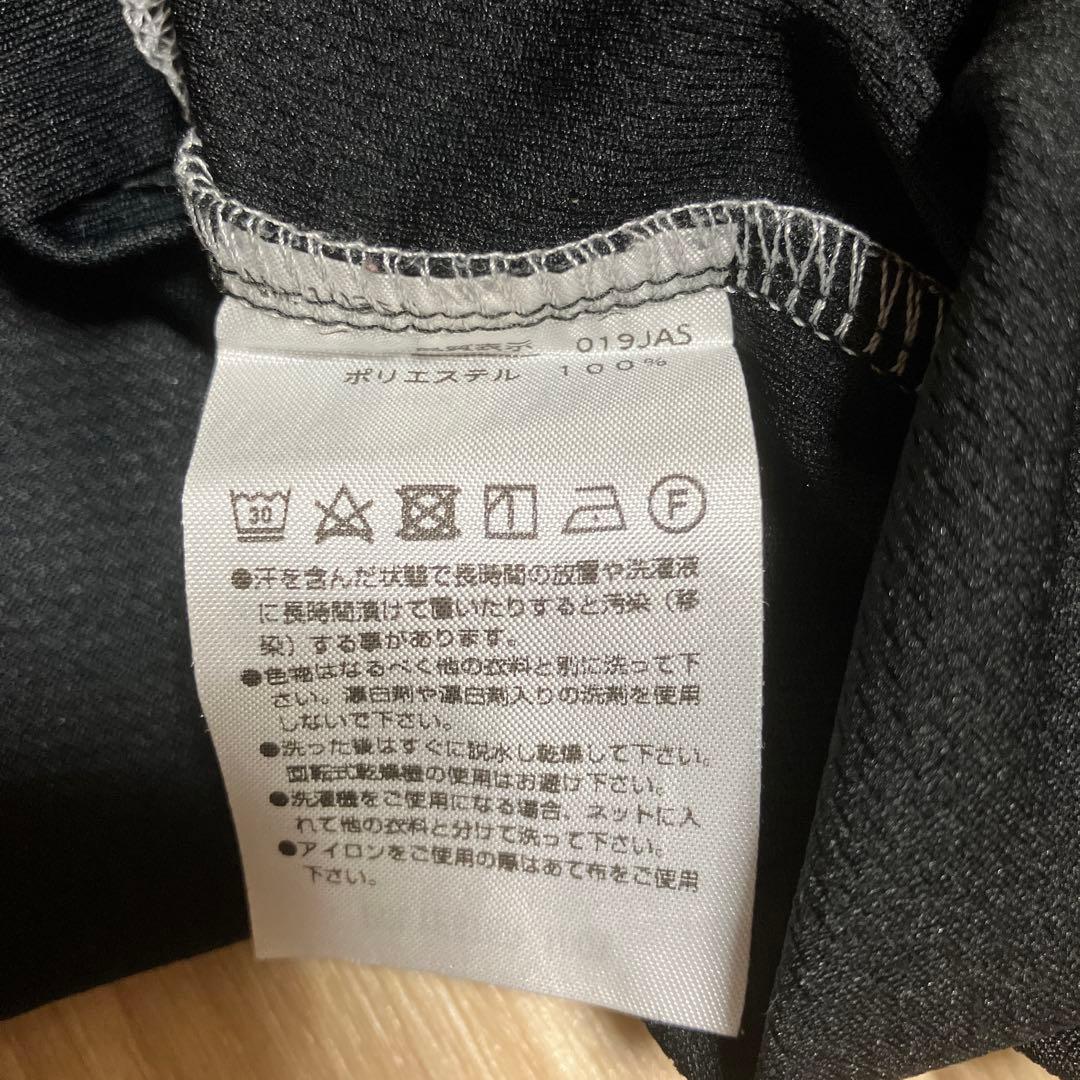 表示 019JAS
ポリエステル 100%
30 F
●汗を含んだ状態で長時間の放置や洗濯液
に長時間漬けて置いたりすると汚染（移
染）する事があります。
●色物はなるべく他の衣料と別に洗って下
さい。漂白剤や漂白剤入りの洗剤を使用
しないで下さい。
●洗った後はすぐに脱水し乾燥して下さい。
回転式乾燥機の使用はお避け下さい。
●洗濯機をご使用になる場合、ネットに入
れて他の衣料と分けて洗って下さい。
●アイロンをご使用の際はあて布をご使用
下さい。